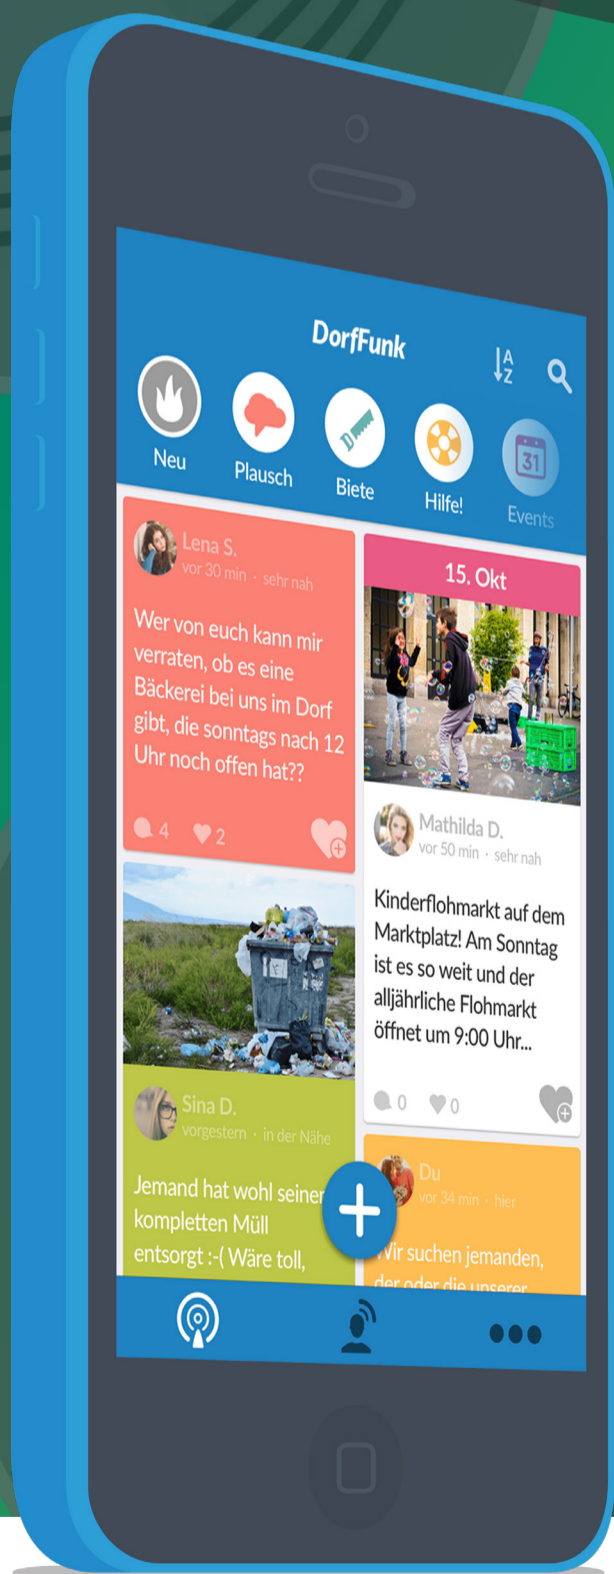 DorfFunk
A
Z
Neu
Plausch
Biete
Hilfe!
31
Events
Lena S.
vor 30 min · sehr nah
Wer von euch kann mir
verraten, ob es eine
Bäckerei bei uns im Dorf
gibt, die sonntags nach 12
Uhr noch offen hat??
4
2
15. Okt
Mathilda D.
vor 50 min · sehr nah
Kinderflohmarkt auf dem
Marktplatz! Am Sonntag
ist es so weit und der
alljährliche Flohmarkt
öffnet um 9:00 Uhr...
0
0
Sina D.
vorgestern · in der Nähe
Jemand hat wohl seinen
kompletten Müll
entsorgt :-( Wäre toll,
Du
vor 34 min · hier
Wir suchen jemanden,
der oder die unserer